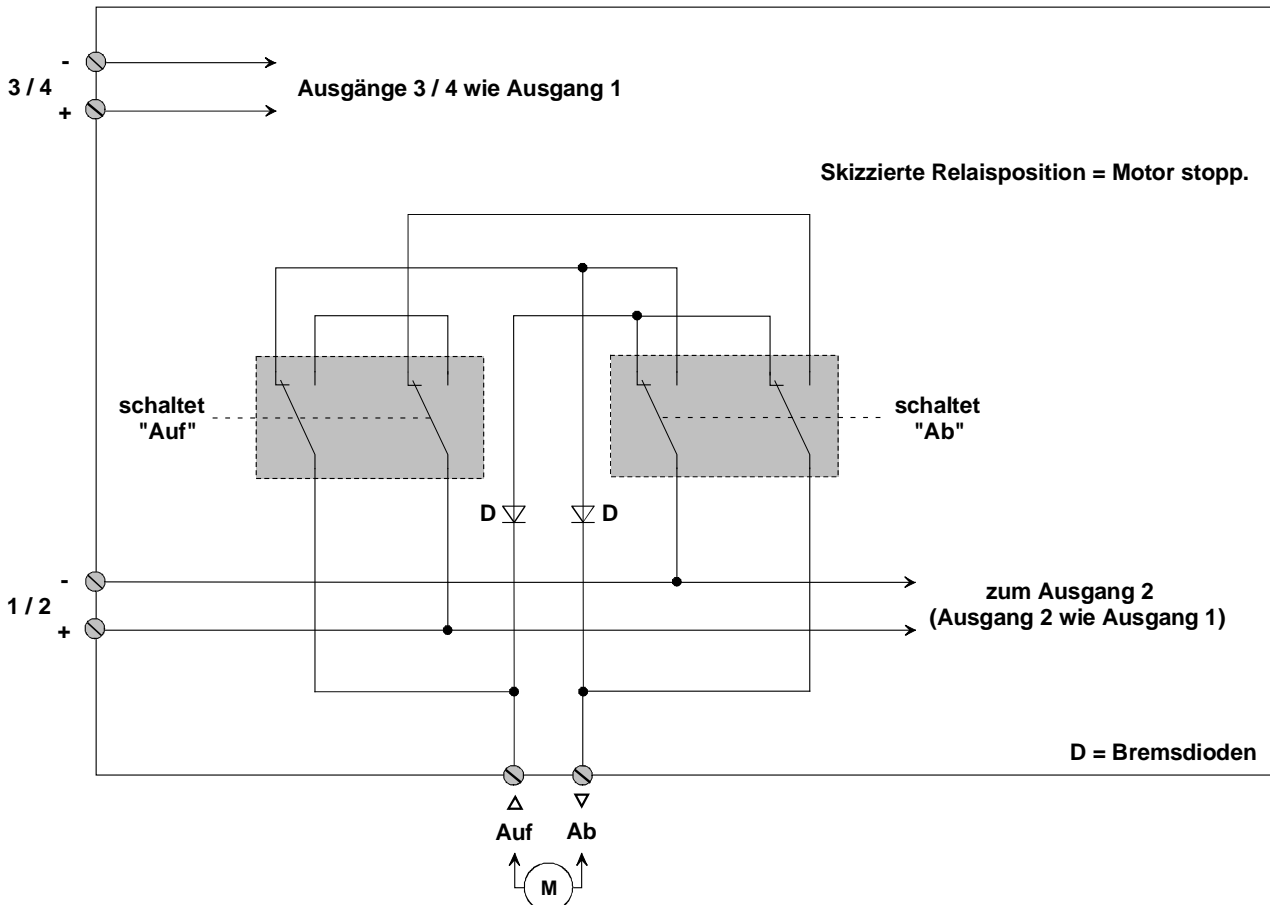 -
3 / 4
+
Ausgänge 3 / 4 wie Ausgang 1
Skizzierte Relaisposition = Motor stopp.
schaltet
"Auf"
schaltet
"Ab"
D
D
-
1 / 2
+
zum Ausgang 2
(Ausgang 2 wie Ausgang 1)
D = Bremsdioden
Auf
Ab
M